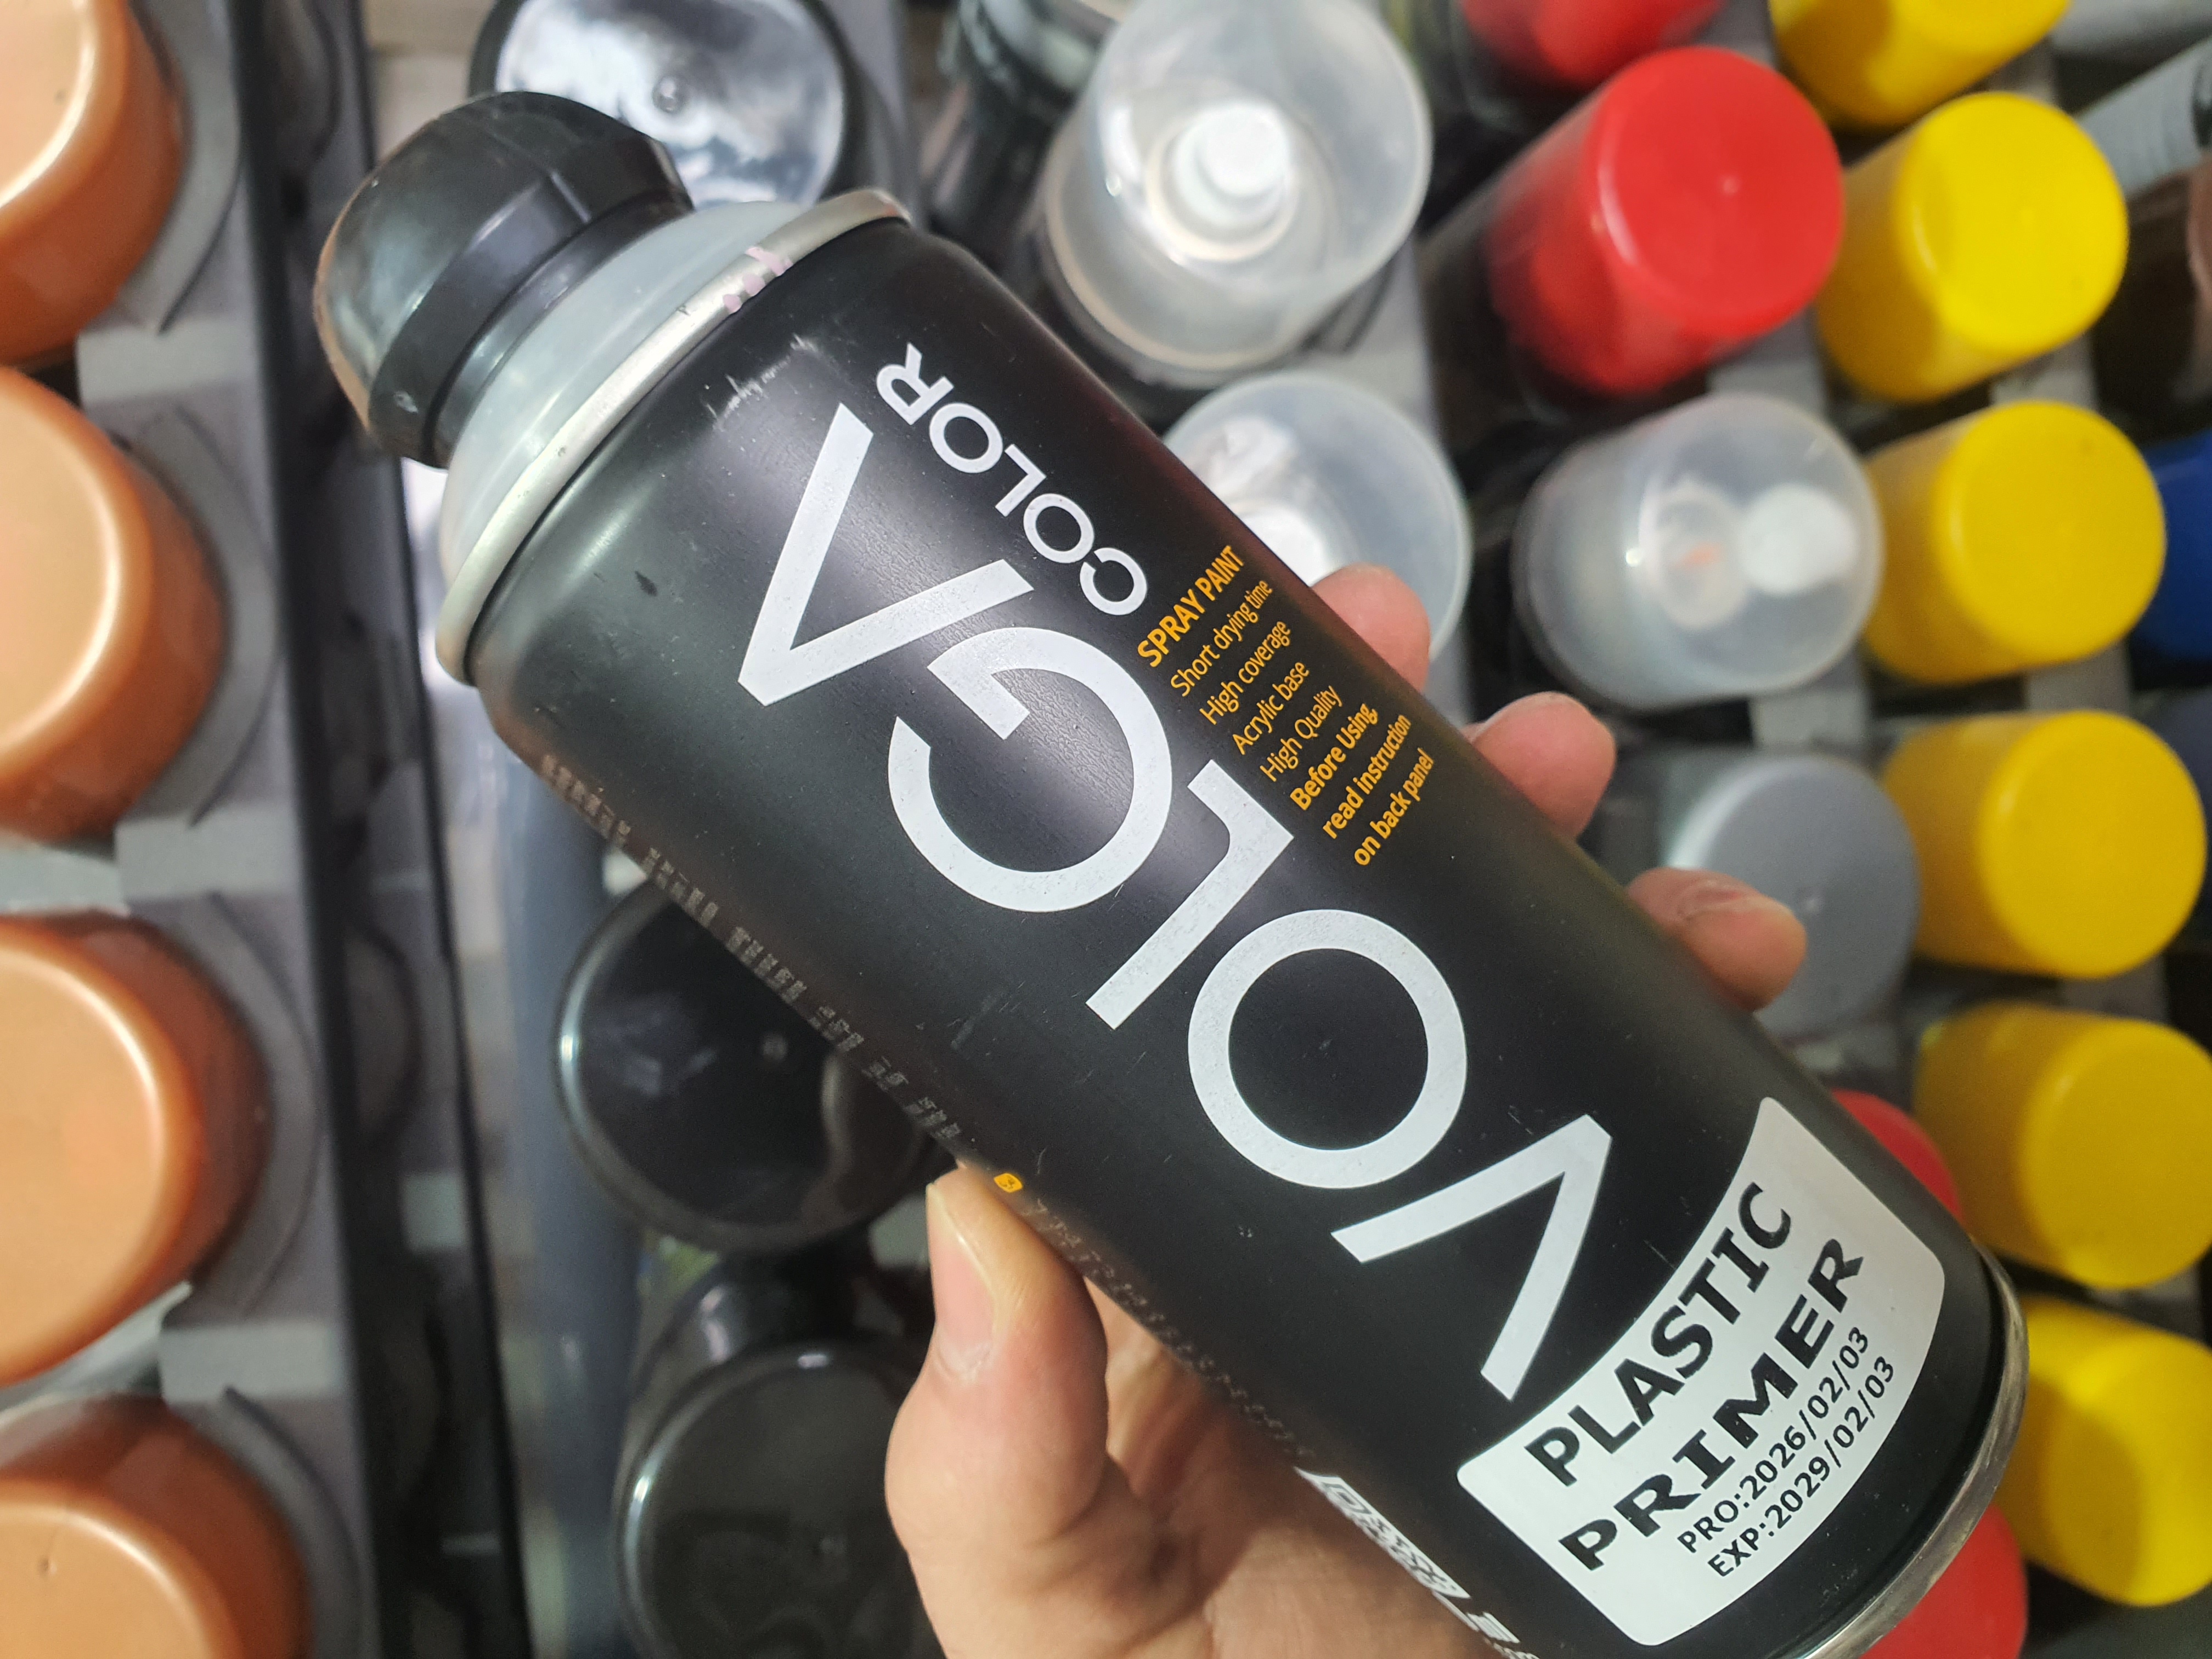 VOLGA
COLOR
SPRAY PAINT
Short drying time
High coverage
Acrylic base
High Quality
Before Using
read instruction
on back panel
PLASTIC
PRIMER
PRO:2026/02/03
EXP:2029/02/03